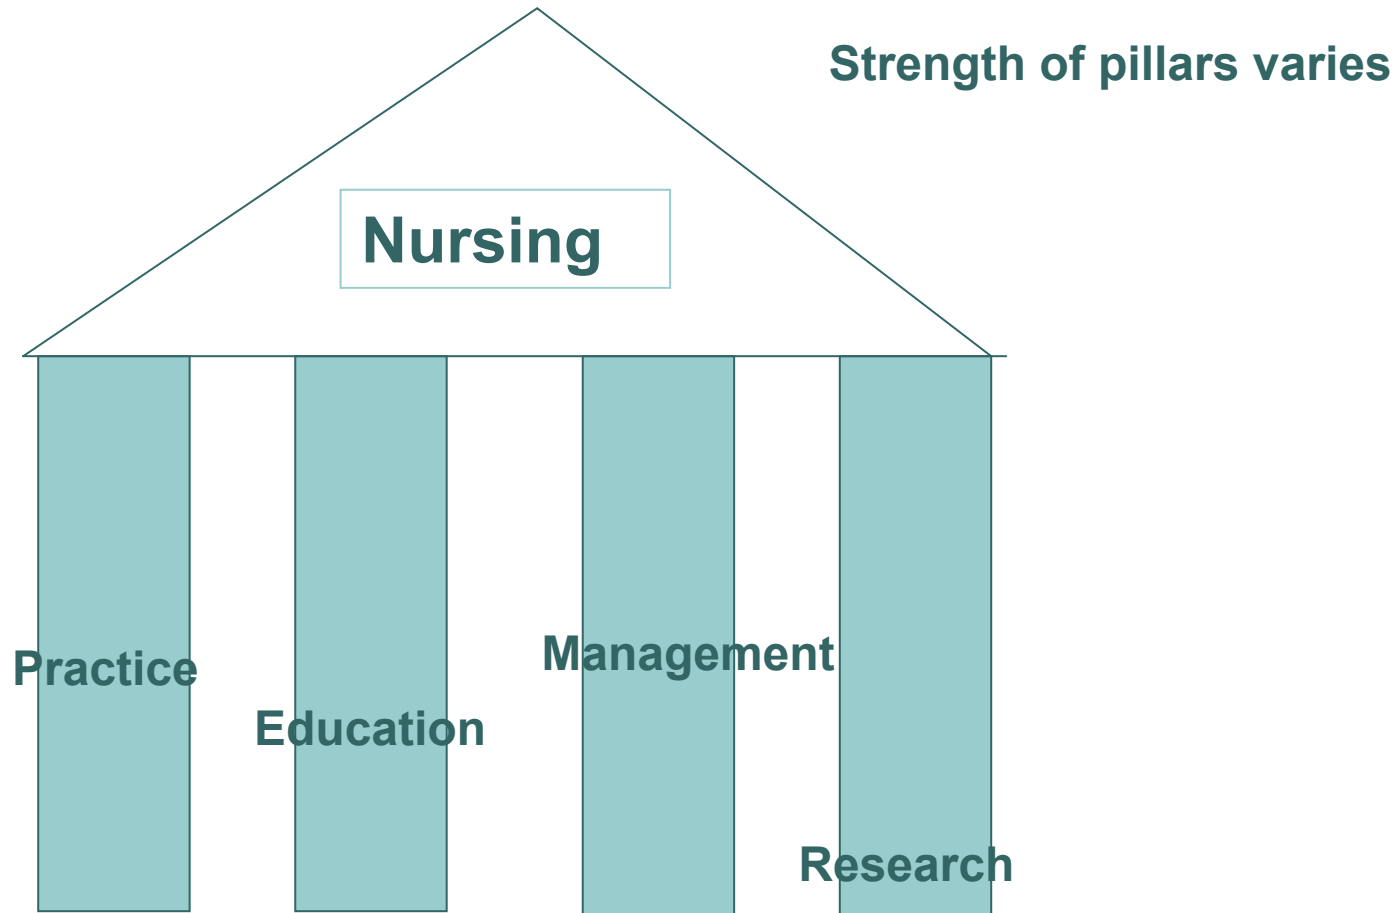 Strength of pillars varies
Nursing
Practice
Education
Management
Research